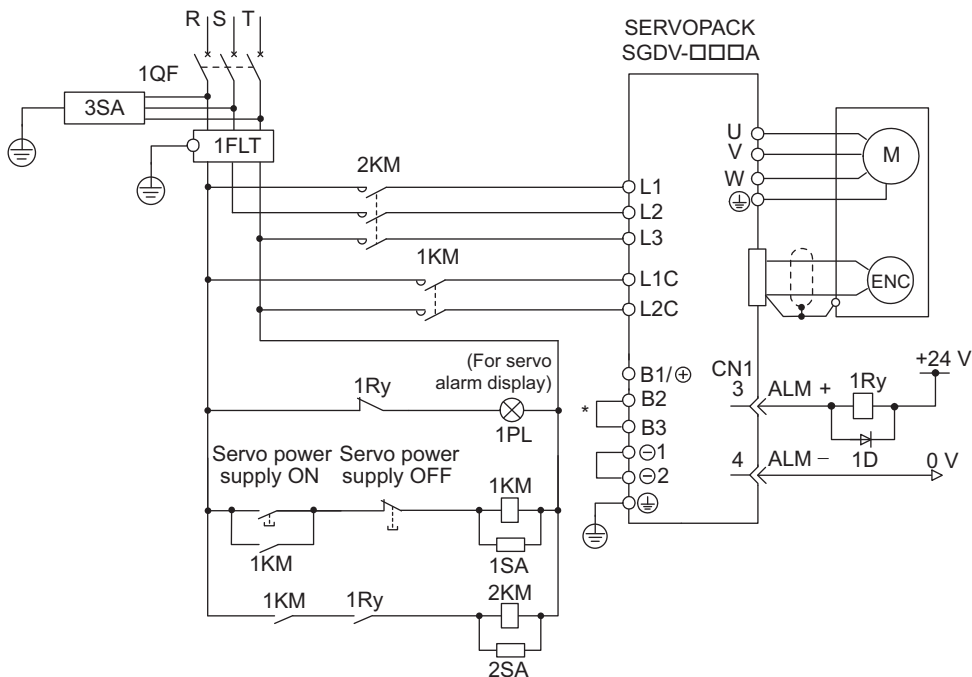 R S T
SERVOPACK
SGDV-□□□A
1QF
3SA
1FLT
U
V
W
M
2KM
L1
L2
L3
1KM
L1C
L2C
ENC
(For servo
alarm display)
1Ry
1PL
B1/⊕
CN1
+24 V
3 ALM + 1Ry
B2
*
B3
1D
⊖1
4 ALM − 0 V
⊖2
Servo power
supply ON
Servo power
supply OFF
1KM
1KM
1SA
1KM
1Ry
2KM
2SA